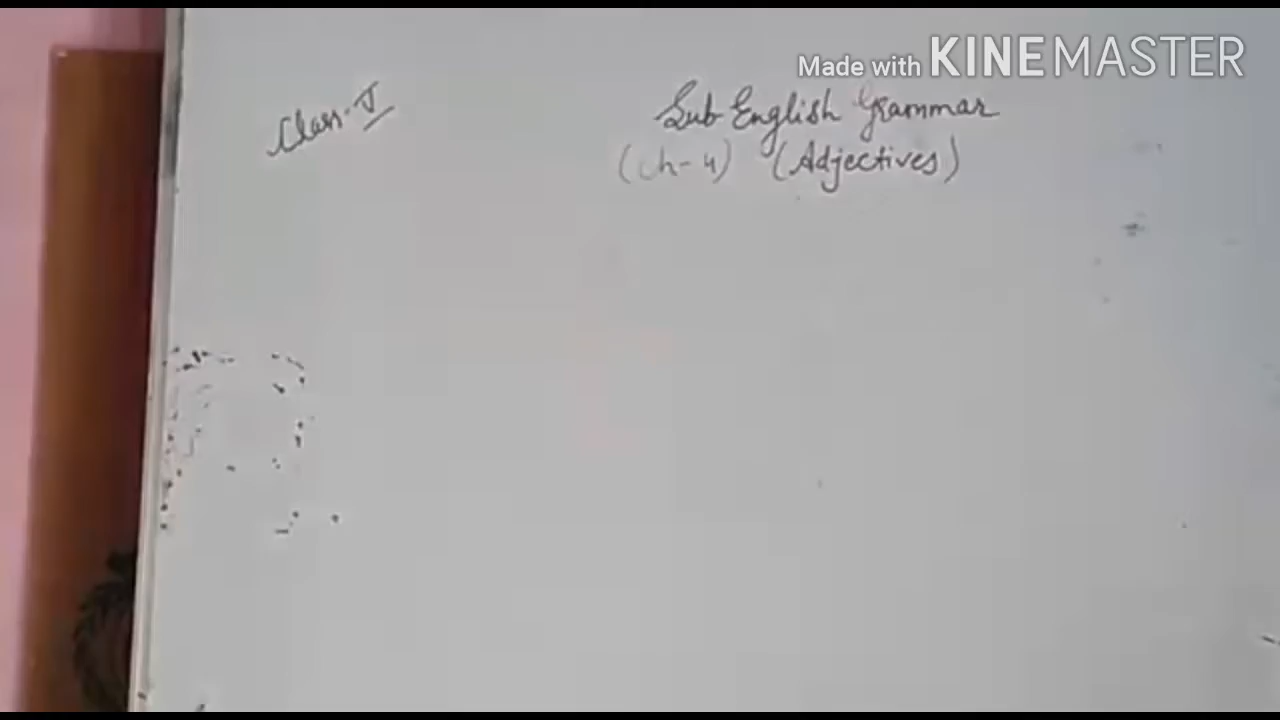 Made with KINEMASTER
Class-I
Sub English Grammar
(Ch-4) (Adjectives)